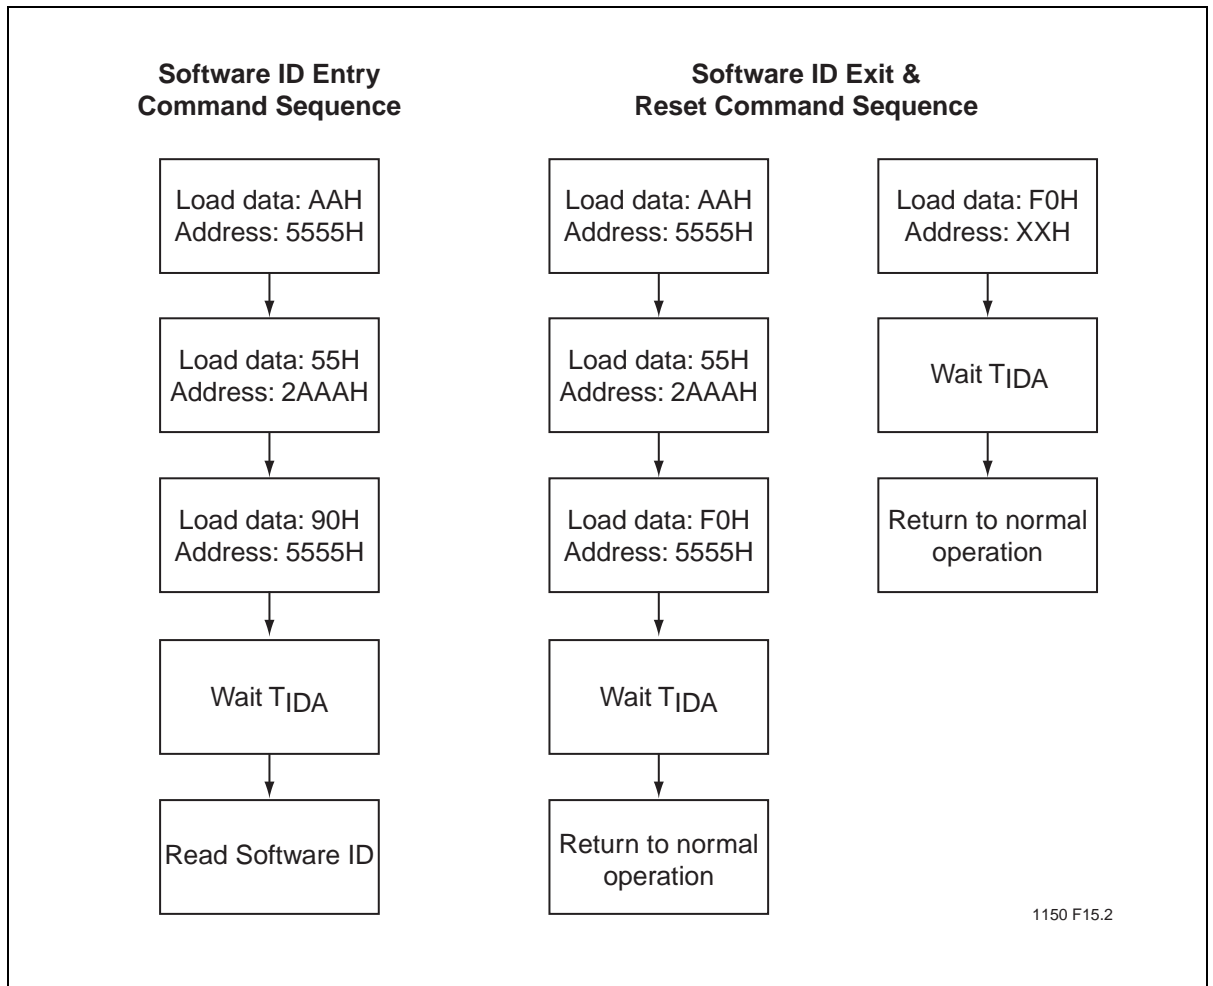 Software ID Entry
Command Sequence
Load data: AAH
Address: 5555H
Load data: 55H
Address: 2AAAH
Load data: 90H
Address: 5555H
Wait TIDA
Read Software ID
Software ID Exit &
Reset Command Sequence
Load data: AAH
Address: 5555H
Load data: 55H
Address: 2AAAH
Load data: F0H
Address: 5555H
Wait TIDA
Return to normal
operation
Load data: F0H
Address: XXH
Wait TIDA
Return to normal
operation
1150 F15.2